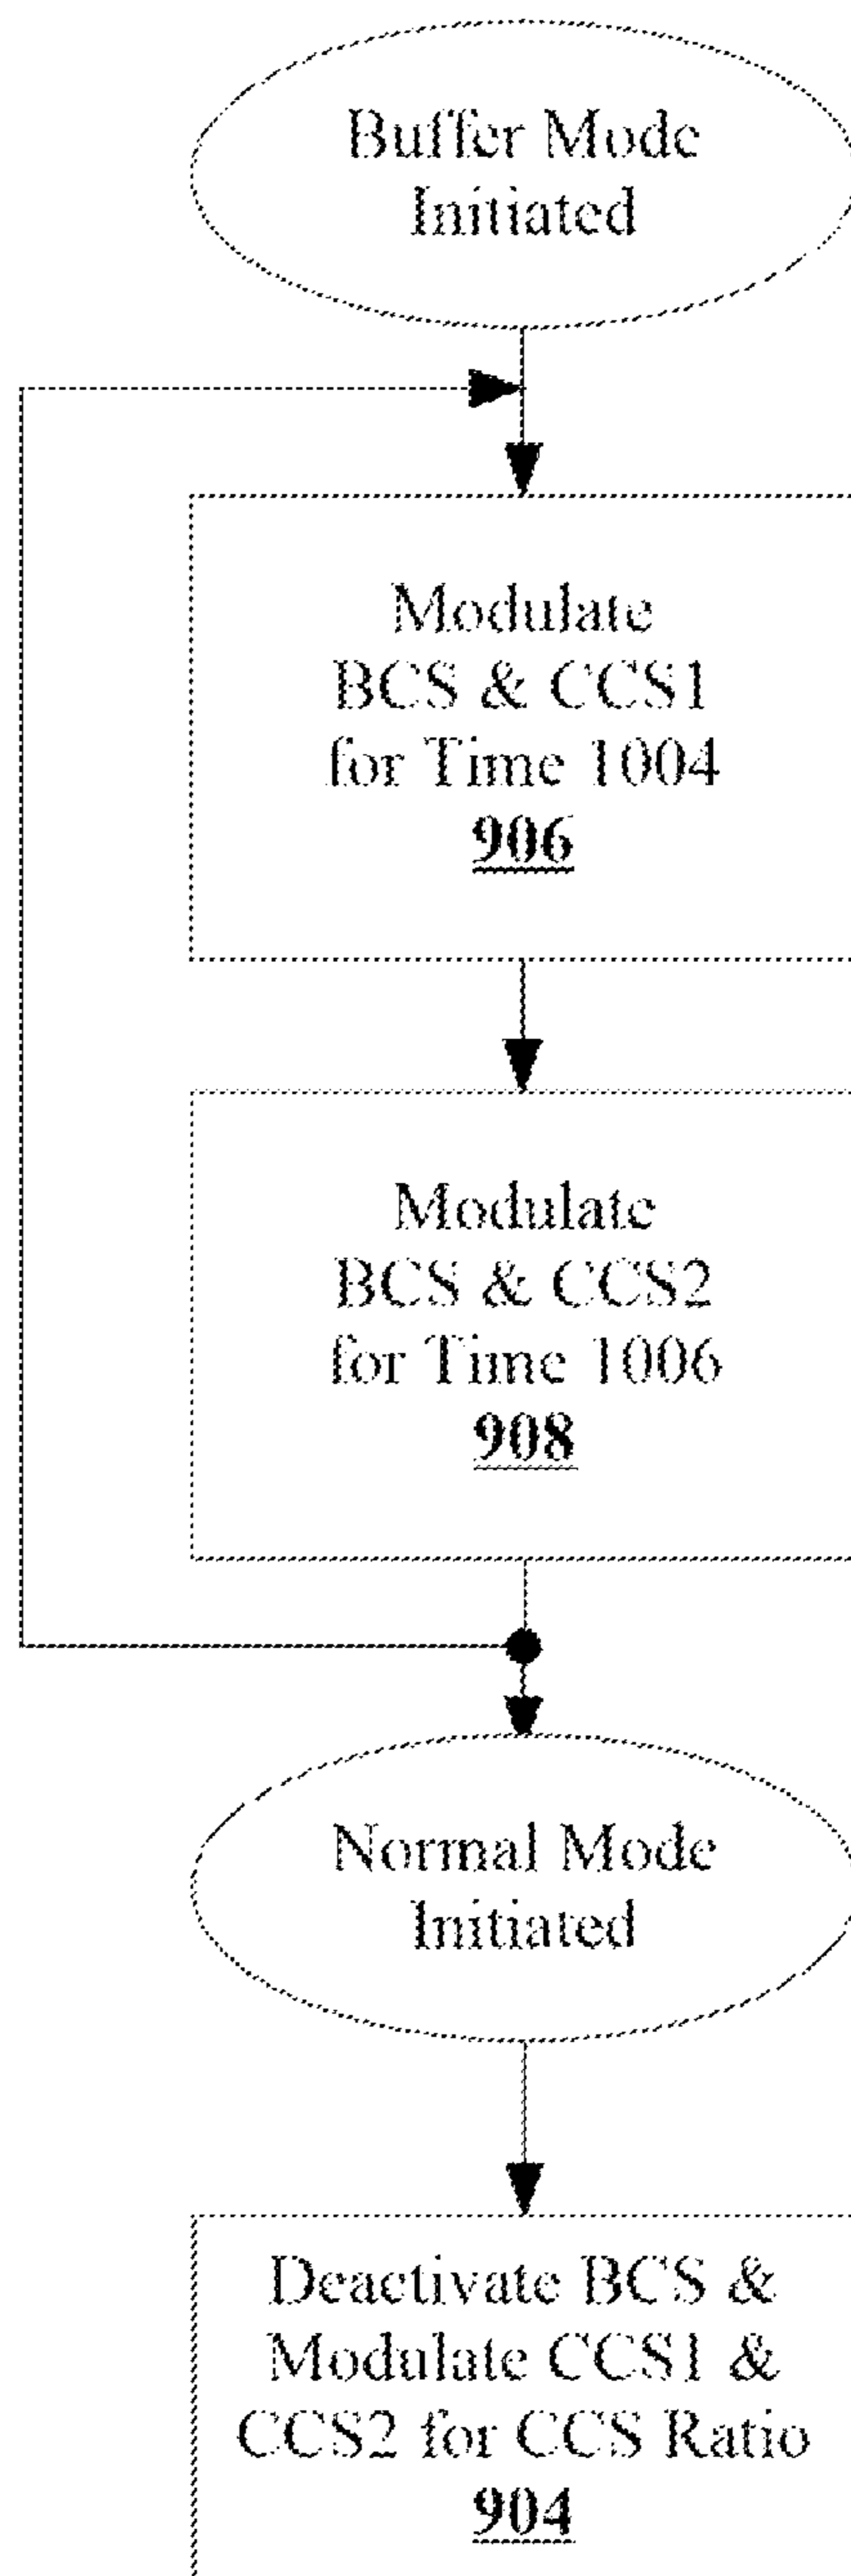 Buffer Mode
Initiated
Modulate
BCS & CCS1
for Time 1004
906
Modulate
BCS & CCS2
for Time 1006
908
Normal Mode
Initiated
Deactivate BCS &
Modulate CCS1 &
CCS2 for CCS Ratio
904